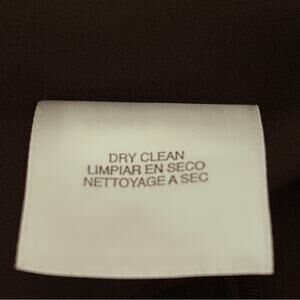 DRY CLEAN
LIMPIAR EN SECO
NETTOYAGE A SEC